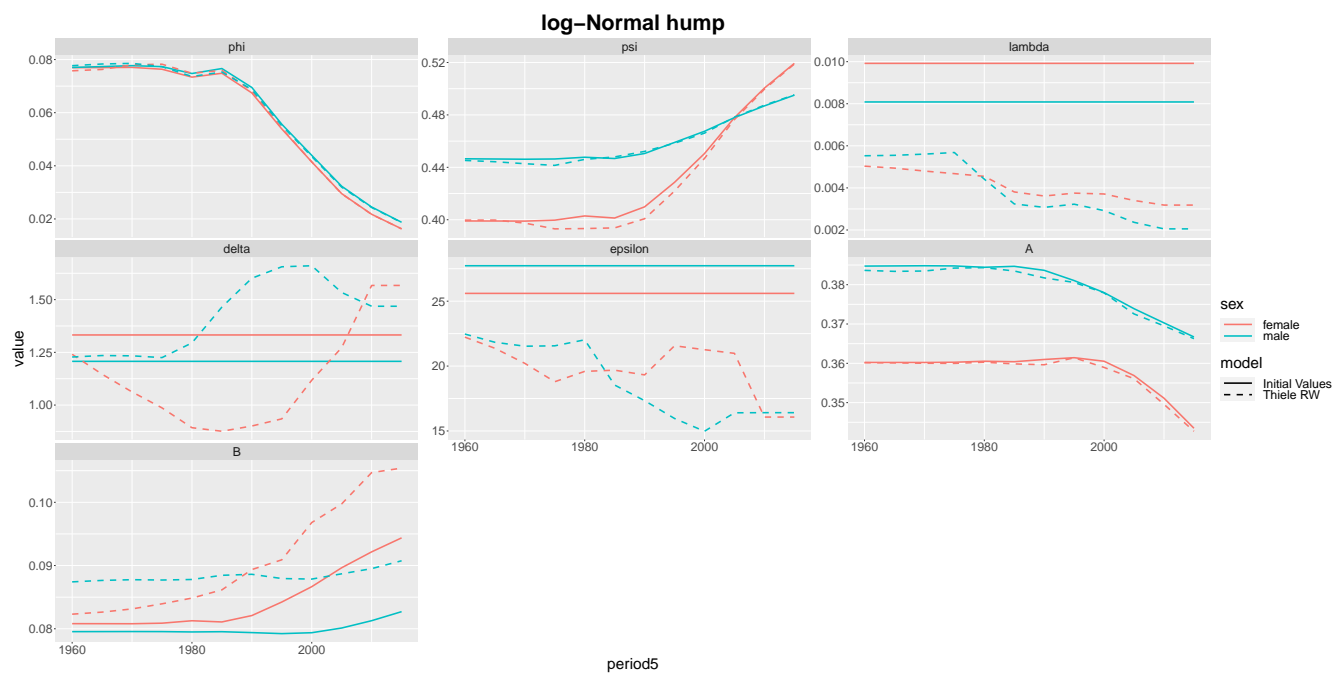 log−Normal hump
phi
psi
lambda
0.08
0.06
0.04
0.02
0.52
0.48
0.44
0.40
0.010
0.008
0.006
0.004
0.002
delta
epsilon
A
1.50
1.25
1.00
25
20
15
0.38
0.37
0.36
0.35
1960
1980
2000
1960
1980
2000
B
0.10
0.09
0.08
1960
1980
2000
value
period5
sex
female
male
model
Initial Values
Thiele RW